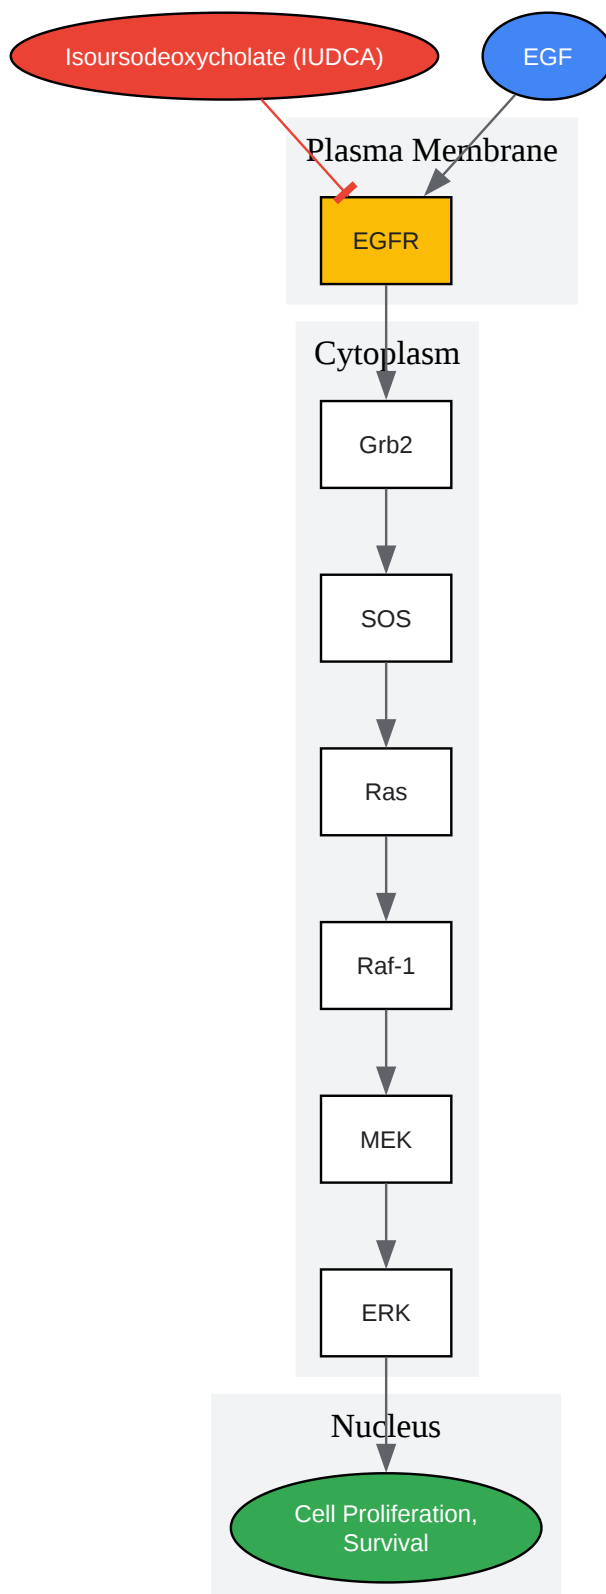 Isoursodeoxycholate (IUDCA)
EGF
Plasma Membrane
EGFR
Cytoplasm
Grb2
SOS
Ras
Raf-1
MEK
ERK
Nucleus
Cell Proliferation,
Survival